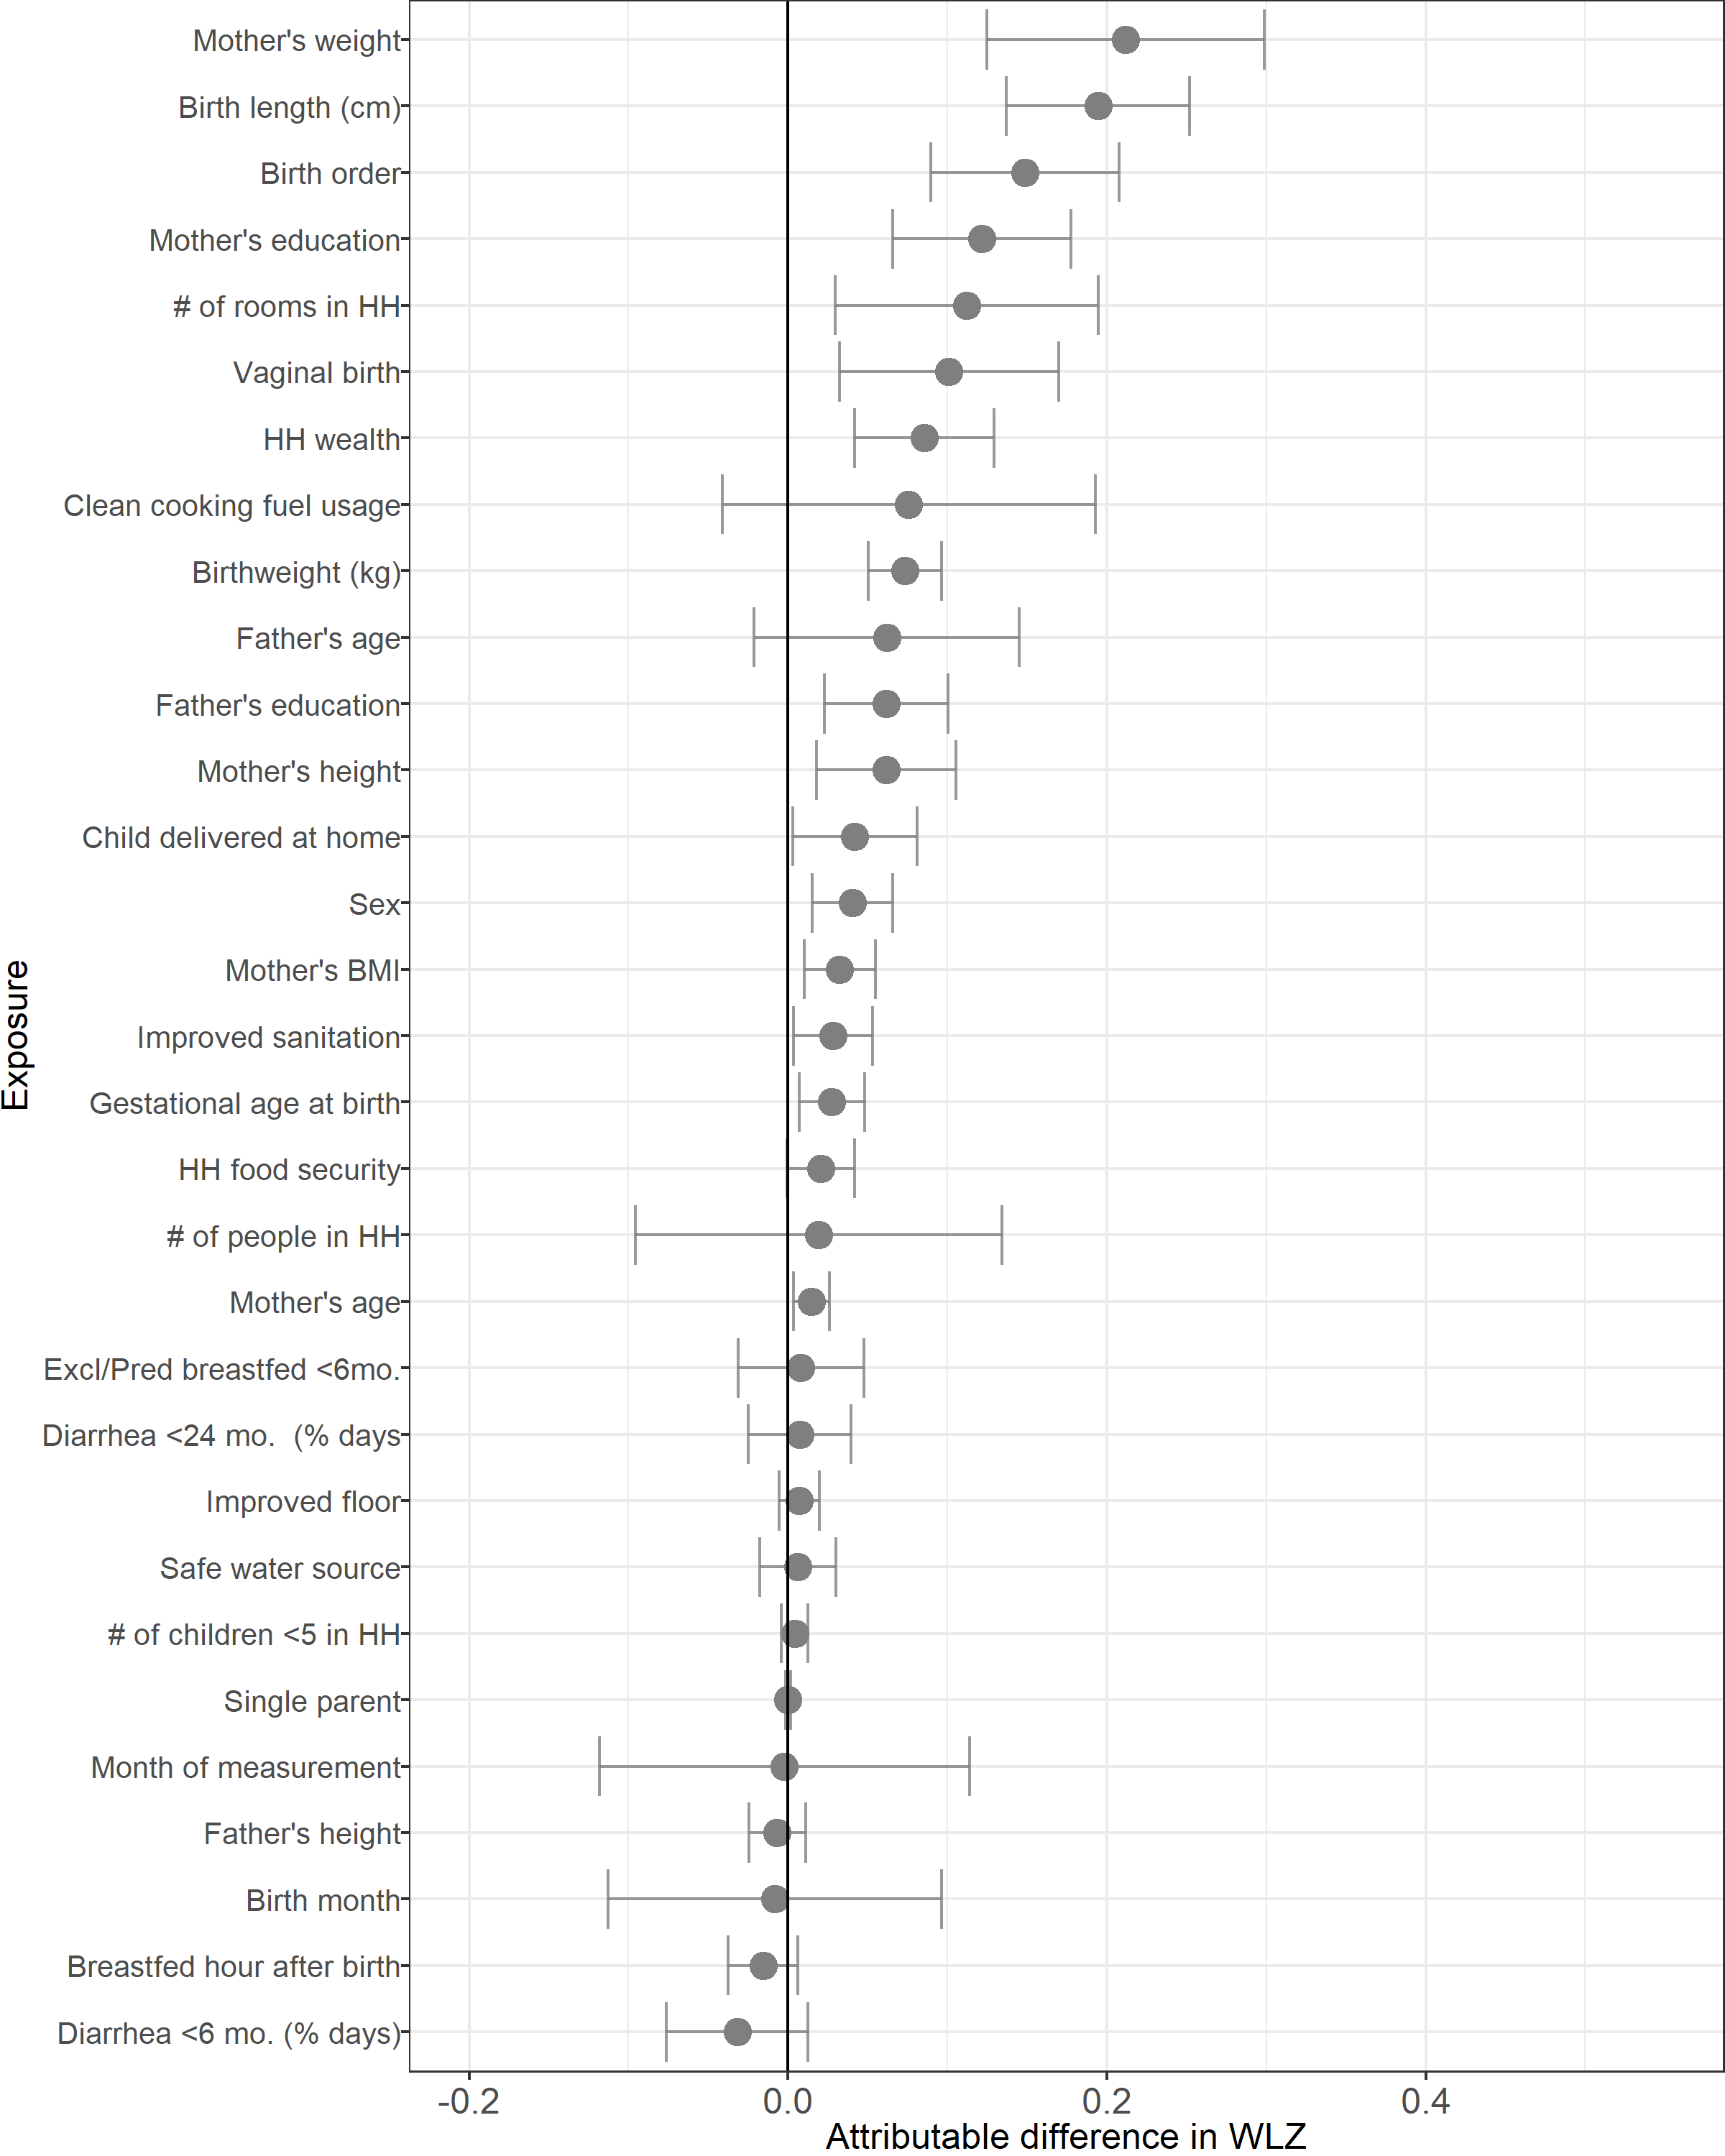 Mother's weight
Birth length (cm)
Birth order
Mother's education
# of rooms in HH
Vaginal birth
HH wealth
Clean cooking fuel usage
Birthweight (kg)
Father's age
Father's education
Mother's height
Child delivered at home
Sex
Mother's BMI
Improved sanitation
Gestational age at birth
HH food security
# of people in HH
Mother's age
Excl/Pred breastfed <6mo.
Diarrhea <24 mo.  (% days
Improved floor
Safe water source
# of children <5 in HH
Single parent
Month of measurement
Father's height
Birth month
Breastfed hour after birth
Diarrhea <6 mo. (% days)
Exposure
-0.2 0.0 0.2 0.4
Attributable difference in WLZ